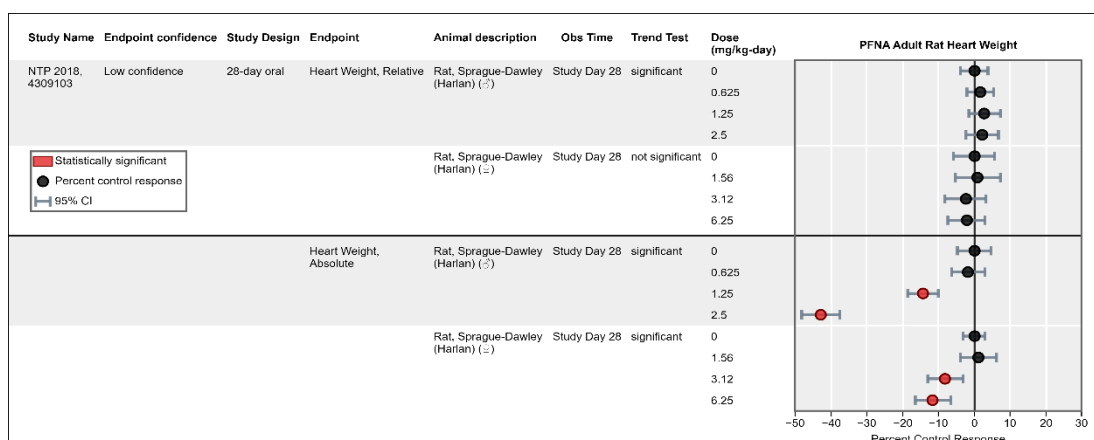 Study Name Endpoint confidence Study Design Endpoint Animal description Obs Time Trend Test Dose (mg/kg-day) PFNA Adult Rat Heart Weight
NTP 2018, 4309103 Low confidence 28-day oral Heart Weight, Relative Rat, Sprague-Dawley (Harlan) (♂) Study Day 28 significant 0
0.625
1.25
2.5
Rat, Sprague-Dawley (Harlan) (♀) Study Day 28 not significant 0
1.56
3.12
6.25
Statistically significant
Percent control response
95% CI
Heart Weight, Absolute Rat, Sprague-Dawley (Harlan) (♂) Study Day 28 significant 0
0.625
1.25
2.5
Rat, Sprague-Dawley (Harlan) (♀) Study Day 28 significant 0
1.56
3.12
6.25
−50 −40 −30 −20 −10 0 10 20 30
Percent Control Response